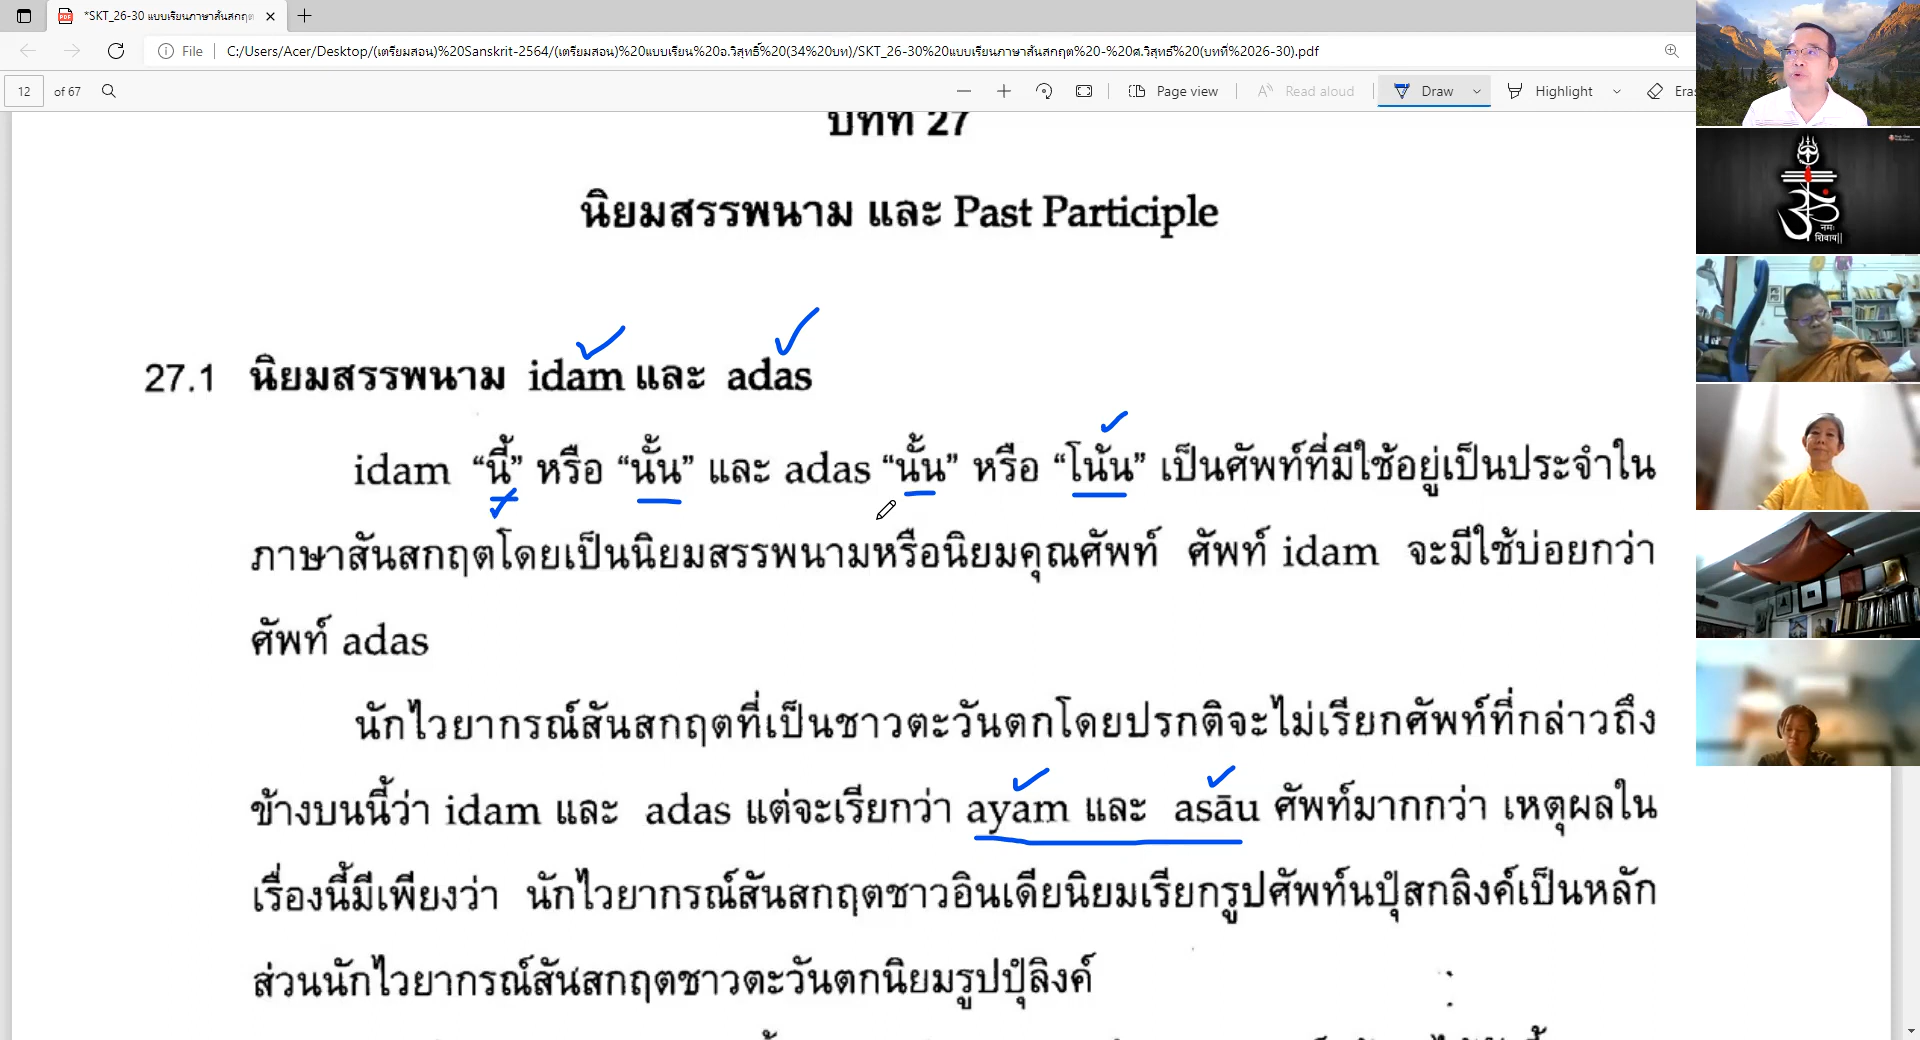 *SKT_26-30 แบบเรียนภาษาสันสกฤต
File
C:/Users/Acer/Desktop/(เตรียมสอน)%20Sanskrit-2564/(เตรียมสอน)%20แบบเรียน%20อ.วิสุทธิ์%20(34%20บท)/SKT_26-30%20แบบเรียนภาษาสันสกฤต%20-%20ศ.วิสุทธ์%20(บทที่%2026-30).pdf
12 of 67
Page view
Read aloud
Draw
Highlight
บทที่ 27
นิยมสรรพนาม และ Past Participle
27.1 นิยมสรรพนาม idam และ adas
idam “นี้” หรือ “นั้น” และ adas “นั้น” หรือ “โน้น” เป็นศัพท์ที่มีใช้อยู่เป็นประจำใน
ภาษาสันสกฤตโดยเป็นนิยมสรรพนามหรือนิยมคุณศัพท์ ศัพท์ idam จะมีใช้บ่อยกว่า
ศัพท์ adas
นักไวยากรณ์สันสกฤตที่เป็นชาวตะวันตกโดยปรกติจะไม่เรียกศัพท์ที่กล่าวถึง
ข้างบนนี้ว่า idam และ adas แต่จะเรียกว่า ayam และ asāu ศัพท์มากกว่า เหตุผลใน
เรื่องนี้มีเพียงว่า นักไวยากรณ์สันสกฤตชาวอินเดียนิยมเรียกรูปศัพท์นปุํสกลิงค์เป็นหลัก
ส่วนนักไวยากรณ์สันสกฤตชาวตะวันตกนิยมรูปปุํลิงค์
नमः
शिवाय||